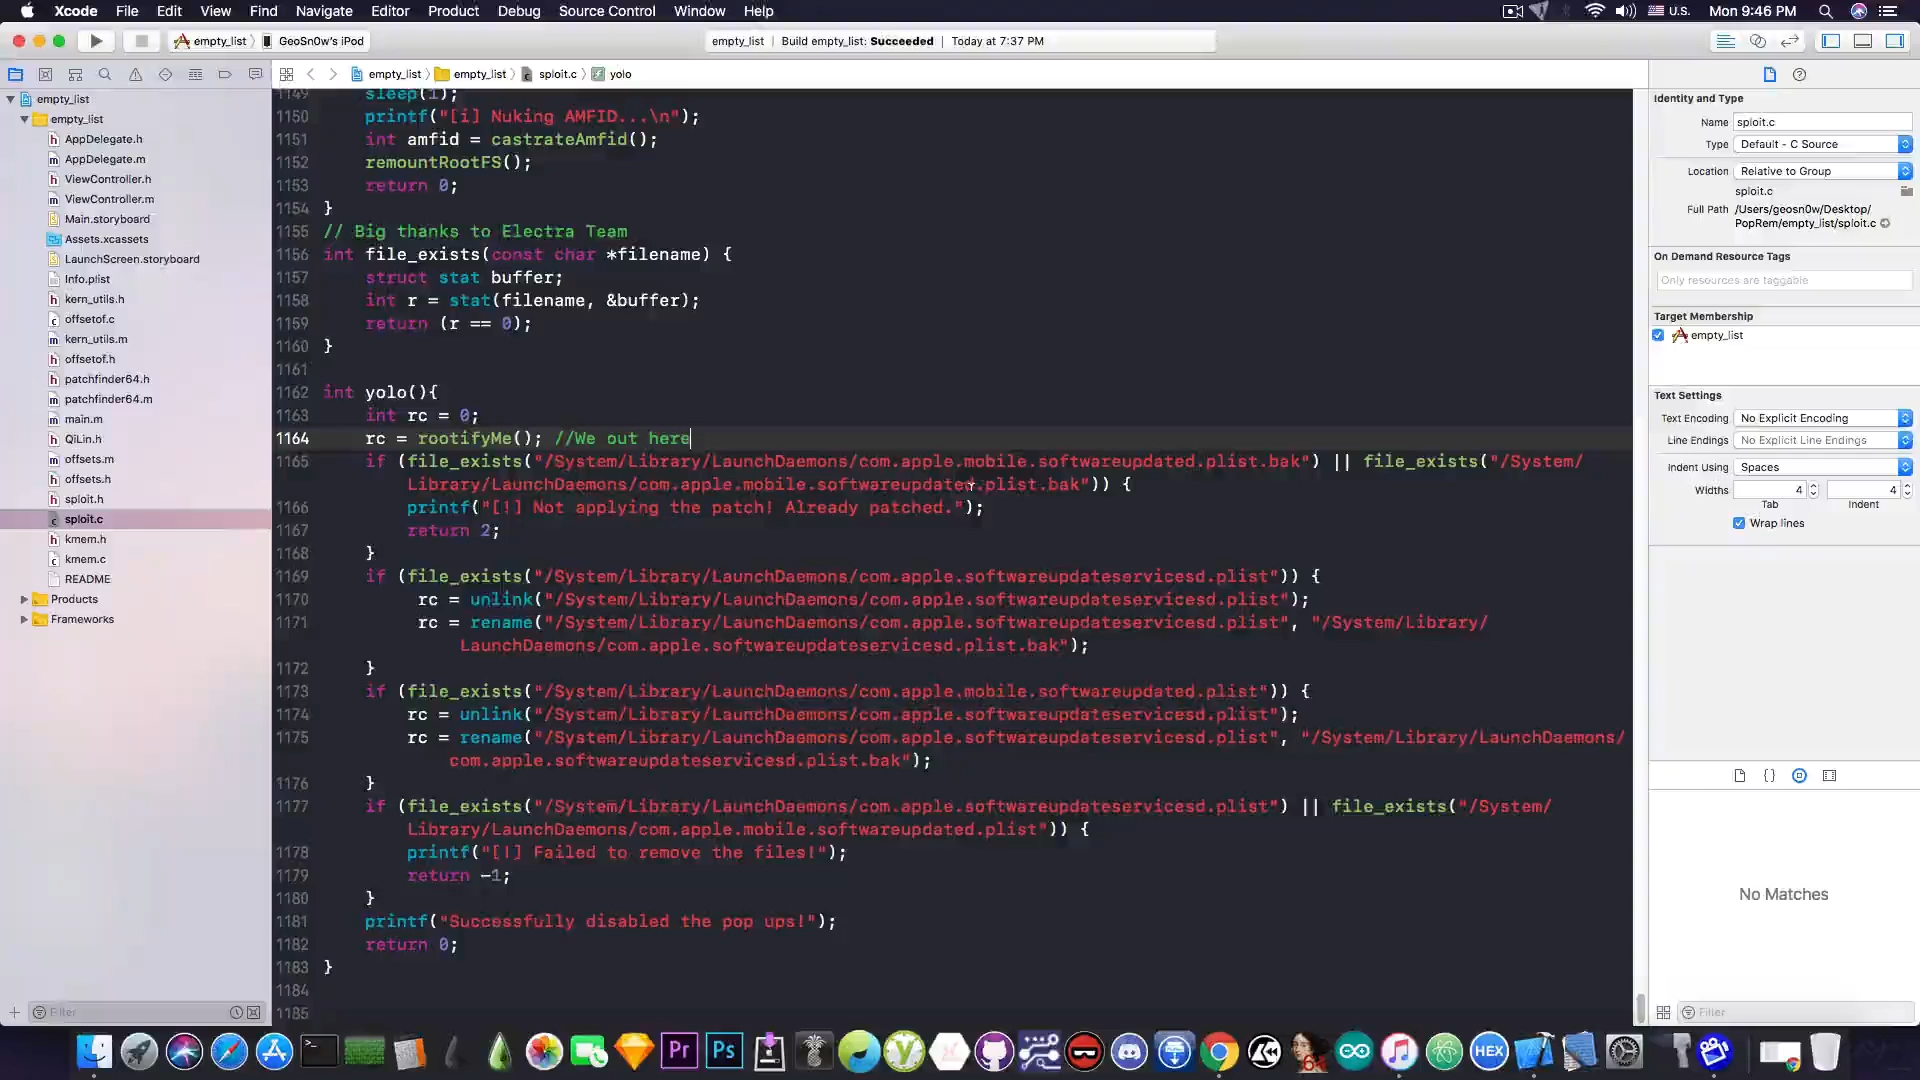 Xcode File Edit View Find Navigate Editor Product Debug Source Control Window Help U.S. Mon 9:46 PM
empty_list GeoSn0w's iPod empty_list | Build empty_list: Succeeded | Today at 7:37 PM
empty_list empty_list sploit.c yolo
empty_list
empty_list
AppDelegate.h
AppDelegate.m
ViewController.h
ViewController.m
Main.storyboard
Assets.xcassets
LaunchScreen.storyboard
Info.plist
kern_utils.h
offsetof.c
kern_utils.m
offsetof.h
patchfinder64.h
patchfinder64.m
main.m
QiLin.h
offsets.m
offsets.h
sploit.h
sploit.c
kmem.h
kmem.c
README
Products
Frameworks
Filter
1149 sleep(1);
1150 printf("[i] Nuking AMFID...\n");
1151 int amfid = castrateAmfid();
1152 remountRootFS();
1153 return 0;
1154 }
1155 // Big thanks to Electra Team
1156 int file_exists(const char *filename) {
1157 struct stat buffer;
1158 int r = stat(filename, &buffer);
1159 return (r == 0);
1160 }
1161
1162 int yolo(){
1163 int rc = 0;
1164 rc = rootifyMe(); //We out here
1165 if (file_exists("/System/Library/LaunchDaemons/com.apple.mobile.softwareupdated.plist.bak") || file_exists("/System/
Library/LaunchDaemons/com.apple.mobile.softwareupdated.plist.bak")) {
1166 printf("[!] Not applying the patch! Already patched.");
1167 return 2;
1168 }
1169 if (file_exists("/System/Library/LaunchDaemons/com.apple.softwareupdateservicesd.plist")) {
1170 rc = unlink("/System/Library/LaunchDaemons/com.apple.softwareupdateservicesd.plist");
1171 rc = rename("/System/Library/LaunchDaemons/com.apple.softwareupdateservicesd.plist", "/System/Library/
LaunchDaemons/com.apple.softwareupdateservicesd.plist.bak");
1172 }
1173 if (file_exists("/System/Library/LaunchDaemons/com.apple.mobile.softwareupdated.plist")) {
1174 rc = unlink("/System/Library/LaunchDaemons/com.apple.mobile.softwareupdated.plist");
1175 rc = rename("/System/Library/LaunchDaemons/com.apple.softwareupdateservicesd.plist", "/System/Library/LaunchDaemons/
com.apple.softwareupdateservicesd.plist.bak");
1176 }
1177 if (file_exists("/System/Library/LaunchDaemons/com.apple.softwareupdateservicesd.plist") || file_exists("/System/
Library/LaunchDaemons/com.apple.mobile.softwareupdated.plist")) {
1178 printf("[!] Failed to remove the files!");
1179 return -1;
1180 }
1181 printf("Successfully disabled the pop ups!");
1182 return 0;
1183 }
1184
1185
Identity and Type
Name sploit.c
Type Default - C Source
Location Relative to Group
sploit.c
Full Path /Users/geosn0w/Desktop/
PopRem/empty_list/sploit.c
On Demand Resource Tags
Only resources are taggable
Target Membership
empty_list
Text Settings
Text Encoding No Explicit Encoding
Line Endings No Explicit Line Endings
Indent Using Spaces
Widths 4 4
Tab Indent
Wrap lines
No Matches
Filter
Pr Ps HEX